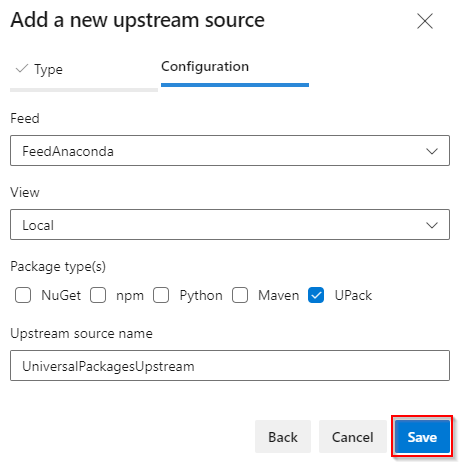 Add a new upstream source
Type
Configuration
Feed
FeedAnaconda
View
Local
Package type(s)
NuGet npm Python Maven UPack
Upstream source name
UniversalPackagesUpstream
Back Cancel Save